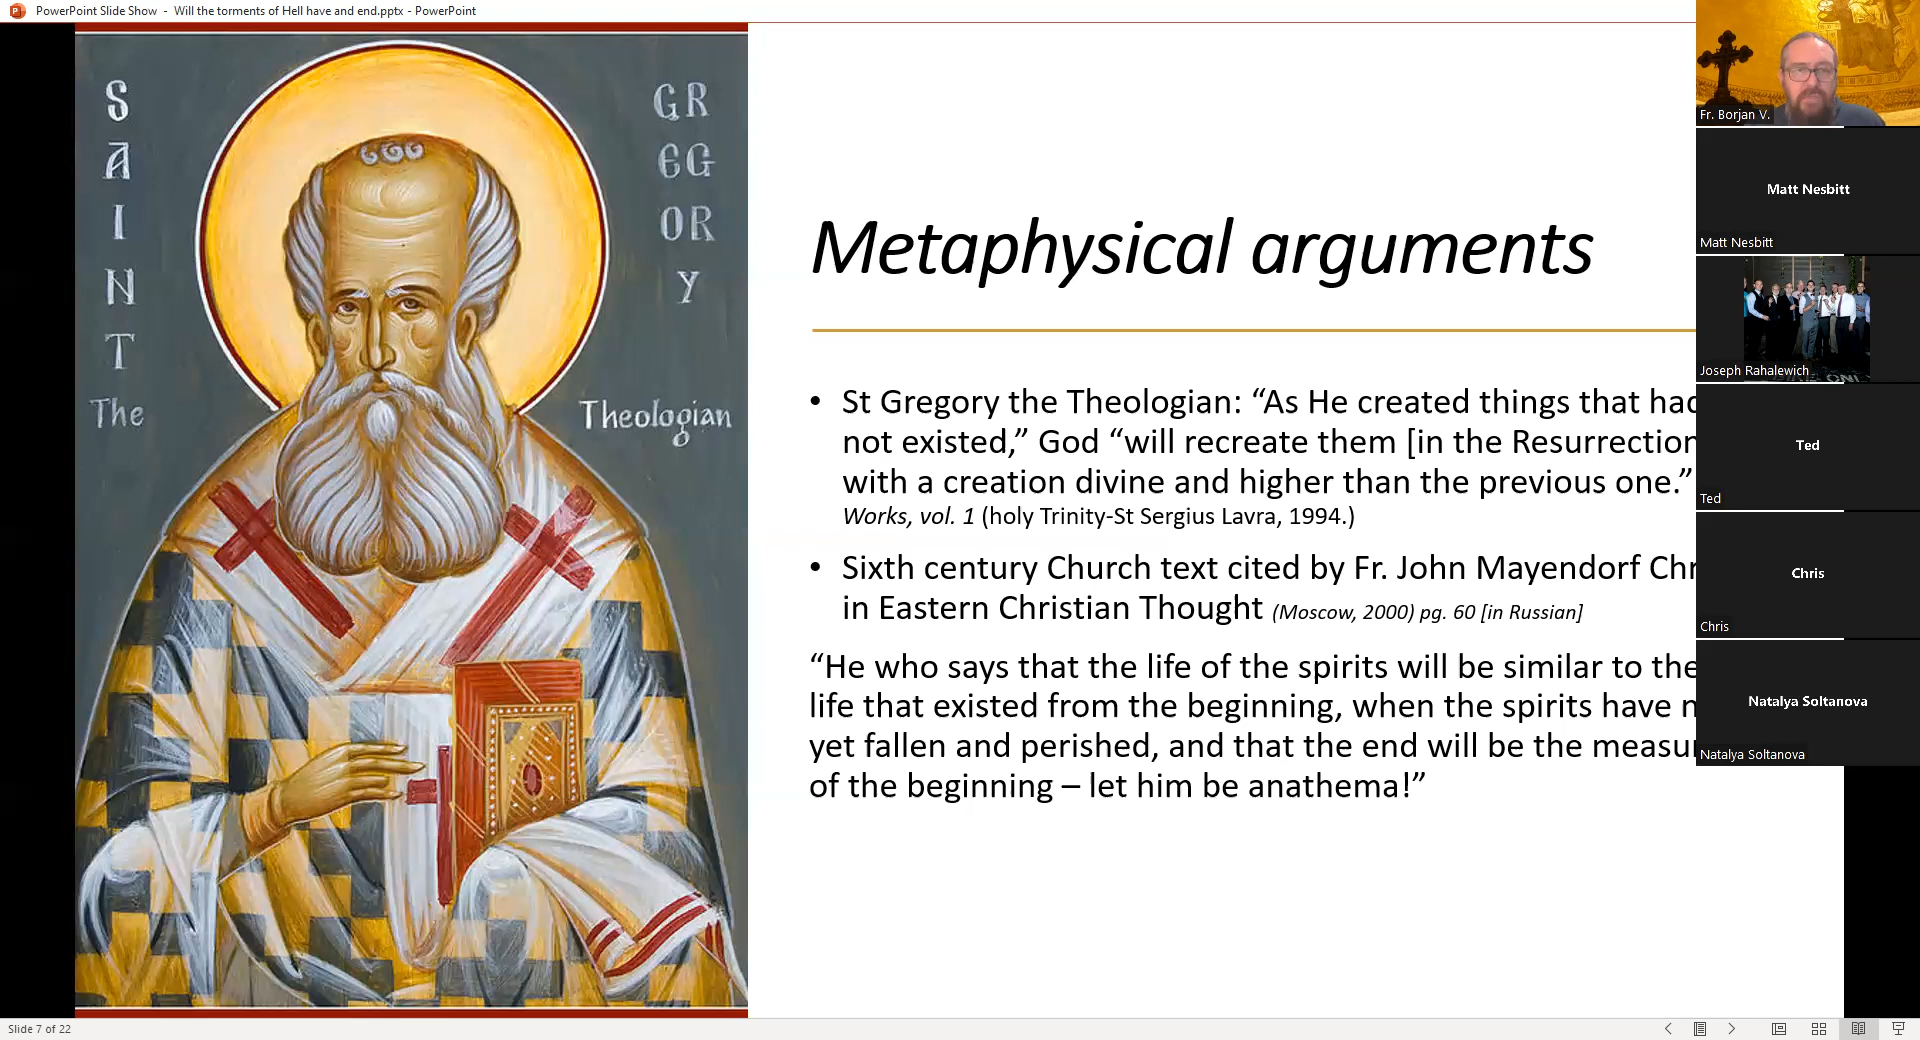 PowerPoint Slide Show - Will the torments of Hell have and end.pptx - PowerPoint
SAINT
The
GR
EG
OR
Y
Theologian
Metaphysical arguments
• St Gregory the Theologian: “As He created things that had
not existed,” God “will recreate them [in the Resurrection
with a creation divine and higher than the previous one.”
Works, vol. 1 (holy Trinity-St Sergius Lavra, 1994.)
• Sixth century Church text cited by Fr. John Mayendorf
in Eastern Christian Thought (Moscow, 2000) pg. 60 [in Russian]
“He who says that the life of the spirits will be similar to the
life that existed from the beginning, when the spirits have
yet fallen and perished, and that the end will be the
of the beginning – let him be anathema!”
Fr. Borjan V.
Matt Nesbitt
Matt Nesbitt
Joseph Rahalewich
Ted
Ted
Chris
Chris
Natalya Soltanova
Natalya Soltanova
Slide 7 of 22